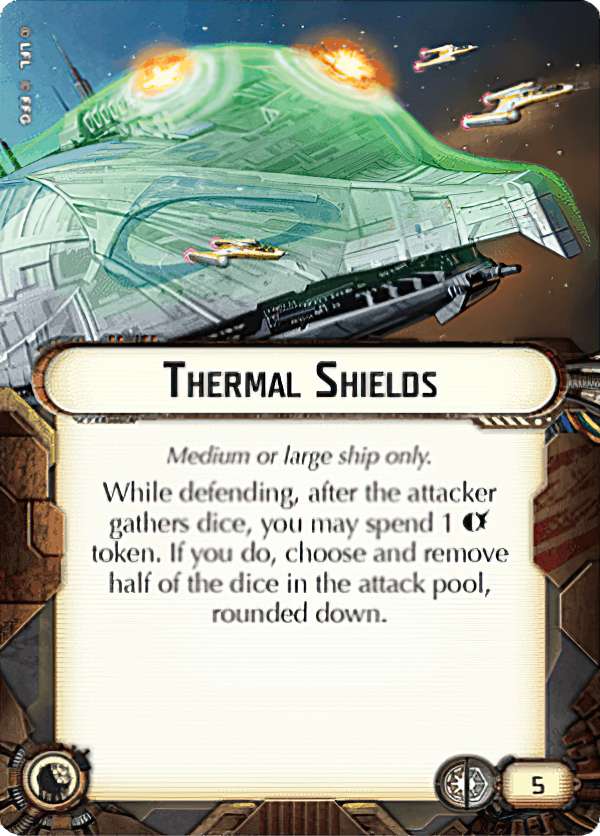 © LFL © FFG
THERMAL SHIELDS
Medium or large ship only.
While defending, after the attacker
gathers dice, you may spend 1
token. If you do, choose and remove
half of the dice in the attack pool,
rounded down.
5